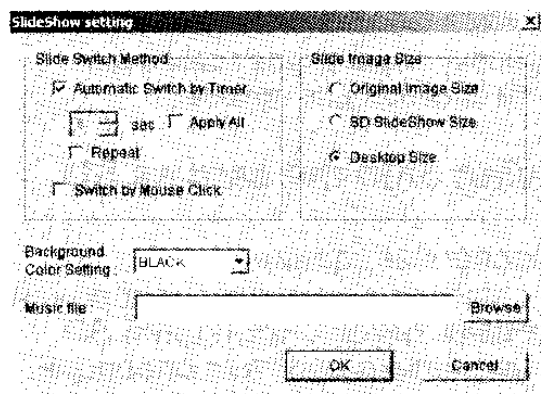 SlideShow setting
Slide Switch Method
Automatic Switch by Timer
sec Apply All
Repeat
Switch by Mouse Click
Slide Image Size
Original Image Size
SD SlideShow Size
Desktop Size
Background
Color Setting
BLACK
Music file
Browse
OK
Cancel